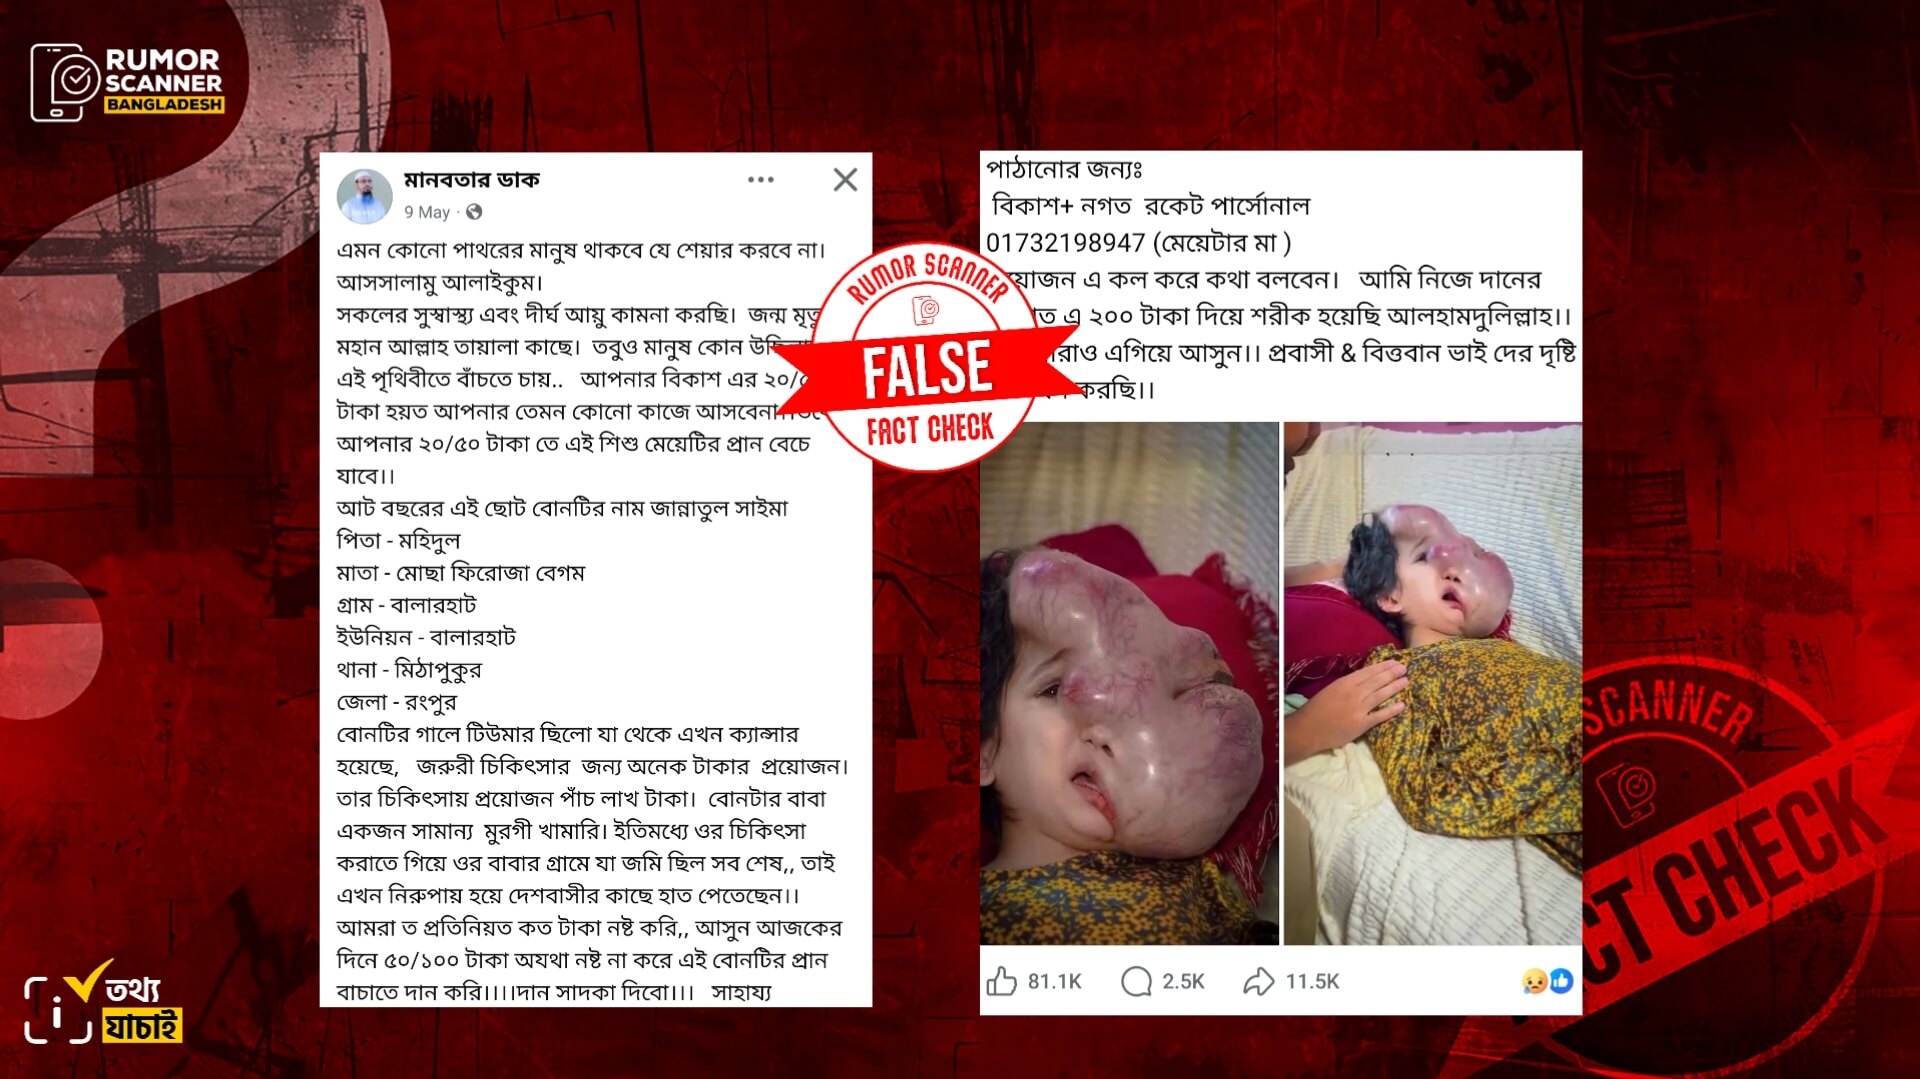 RUMOR
SCANNER
BANGLADESH
মানবতার ডাক
9 May
এমন কোনো পাথরের মানুষ থাকবে যে শেয়ার করবে না।
আসসালামু আলাইকুম।
সকলের সুস্বাস্থ্য এবং দীর্ঘ আয়ু কামনা করছি। জন্ম
মহান আল্লাহ তায়ালা কাছে। তবুও মানুষ কোন
এই পৃথিবীতে বাঁচতে চায়.. আপনার বিকাশ এর
টাকা হয়ত আপনার তেমন কোনো কাজে আসবেনা
আপনার ২০/৫০ টাকা তে এই শিশু মেয়েটির প্রান বেচে
যাবে।।
আট বছরের এই ছোট বোনটির নাম জান্নাতুল সাইমা
পিতা - মহিদুল
মাতা - মোছা ফিরোজা বেগম
গ্রাম - বালারহাট
ইউনিয়ন - বালারহাট
থানা - মিঠাপুকুর
জেলা - রংপুর
বোনটির গালে টিউমার ছিলো যা থেকে এখন ক্যান্সার
হয়েছে, জরুরী চিকিৎসার জন্য অনেক টাকার প্রয়োজন।
তার চিকিৎসায় প্রয়োজন পাঁচ লাখ টাকা। বোনটার বাবা
একজন সামান্য মুরগী খামারি। ইতিমধ্যে ওর চিকিৎসা
করাতে গিয়ে ওর বাবার গ্রামে যা জমি ছিল সব শেষ,, তাই
এখন নিরুপায় হয়ে দেশবাসীর কাছে হাত পেতেছেন।।
আমরা ত প্রতিনিয়ত কত টাকা নষ্ট করি,, আসুন আজকের
দিনে ৫০/১০০ টাকা অযথা নষ্ট না করে এই বোনটির প্রান
বাচাতে দান করি।।।।দান সাদকা দিবো।।। সাহায্য
RUMOR SCANNER
FALSE
FACT CHECK
পাঠানোর জন্যঃ
বিকাশ+ নগত রকেট পার্সোনাল
01732198947 (মেয়েটার মা )
এ কল করে কথা বলবেন। আমি নিজে দানের
এ ২০০ টাকা দিয়ে শরীক হয়েছি আলহামদুলিল্লাহ।।
এগিয়ে আসুন।। প্রবাসী & বিত্তবান ভাই দের দৃষ্টি
করছি।।
81.1K
2.5K
11.5K
SCANNER
CHECK
তথ্য
যাচাই